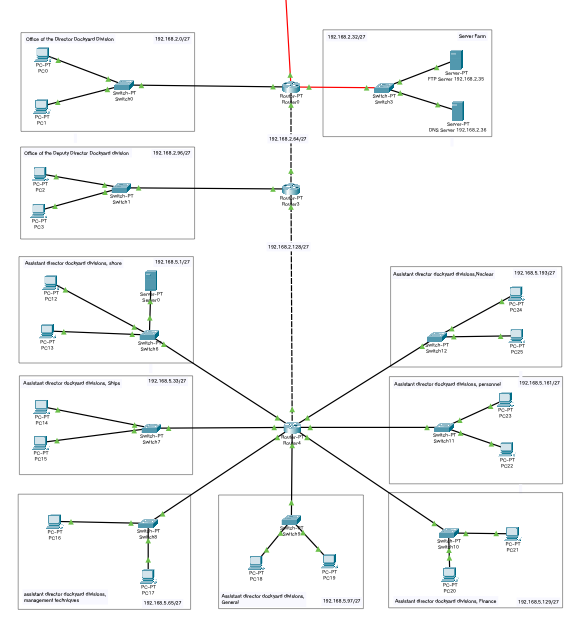 Office of the Director Dockyard Division 192.168.2.0/27
PC-PT
PC0
PC-PT
PC1
Switch-PT
Switch0
Router-PT
192.168.2.32/27 Server Farm
Switch-PT
Switch3
Server-PT
FTP Server 192.168.2.35
Server-PT
DNS Server 192.168.2.36
192.168.2.64/27
Office of the Deputy Director Dockyard division 192.168.2.96/27
PC-PT
PC2
PC-PT
PC3
Switch-PT
Switch1
Router-PT
Router3
192.168.2.128/27
Assistant director dockyard divisions, shore 192.168.5.1/27
PC-PT
PC12
Server-PT
Server0
PC-PT
PC13
Switch-PT
Switch6
Assistant director dockyard divisions,Nuclear 192.168.5.193/27
PC-PT
PC24
PC-PT
PC25
Switch-PT
Switch12
Assistant director dockyard divisions, Ships 192.168.5.33/27
PC-PT
PC14
PC-PT
PC15
Switch-PT
Switch7
Router-PT
Router4
Assistant director dockyard divisions, personnel 192.168.5.161/27
PC-PT
PC23
PC-PT
PC22
Switch-PT
Switch11
PC-PT
PC16
Switch-PT
Switch8
PC-PT
PC17
assistant director dockyard divisions,
management techniques 192.168.5.65/27
Switch-PT
Switch9
PC-PT
PC18
PC-PT
PC19
Assistant director dockyard divisions,
General 192.168.5.97/27
Switch-PT
Switch10
PC-PT
PC21
PC-PT
PC20
Assistant director dockyard divisions, Finance 192.168.5.129/27